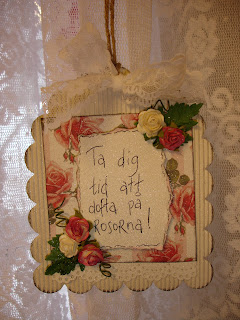 Ta dig
tid att
dofta på
rosorna!